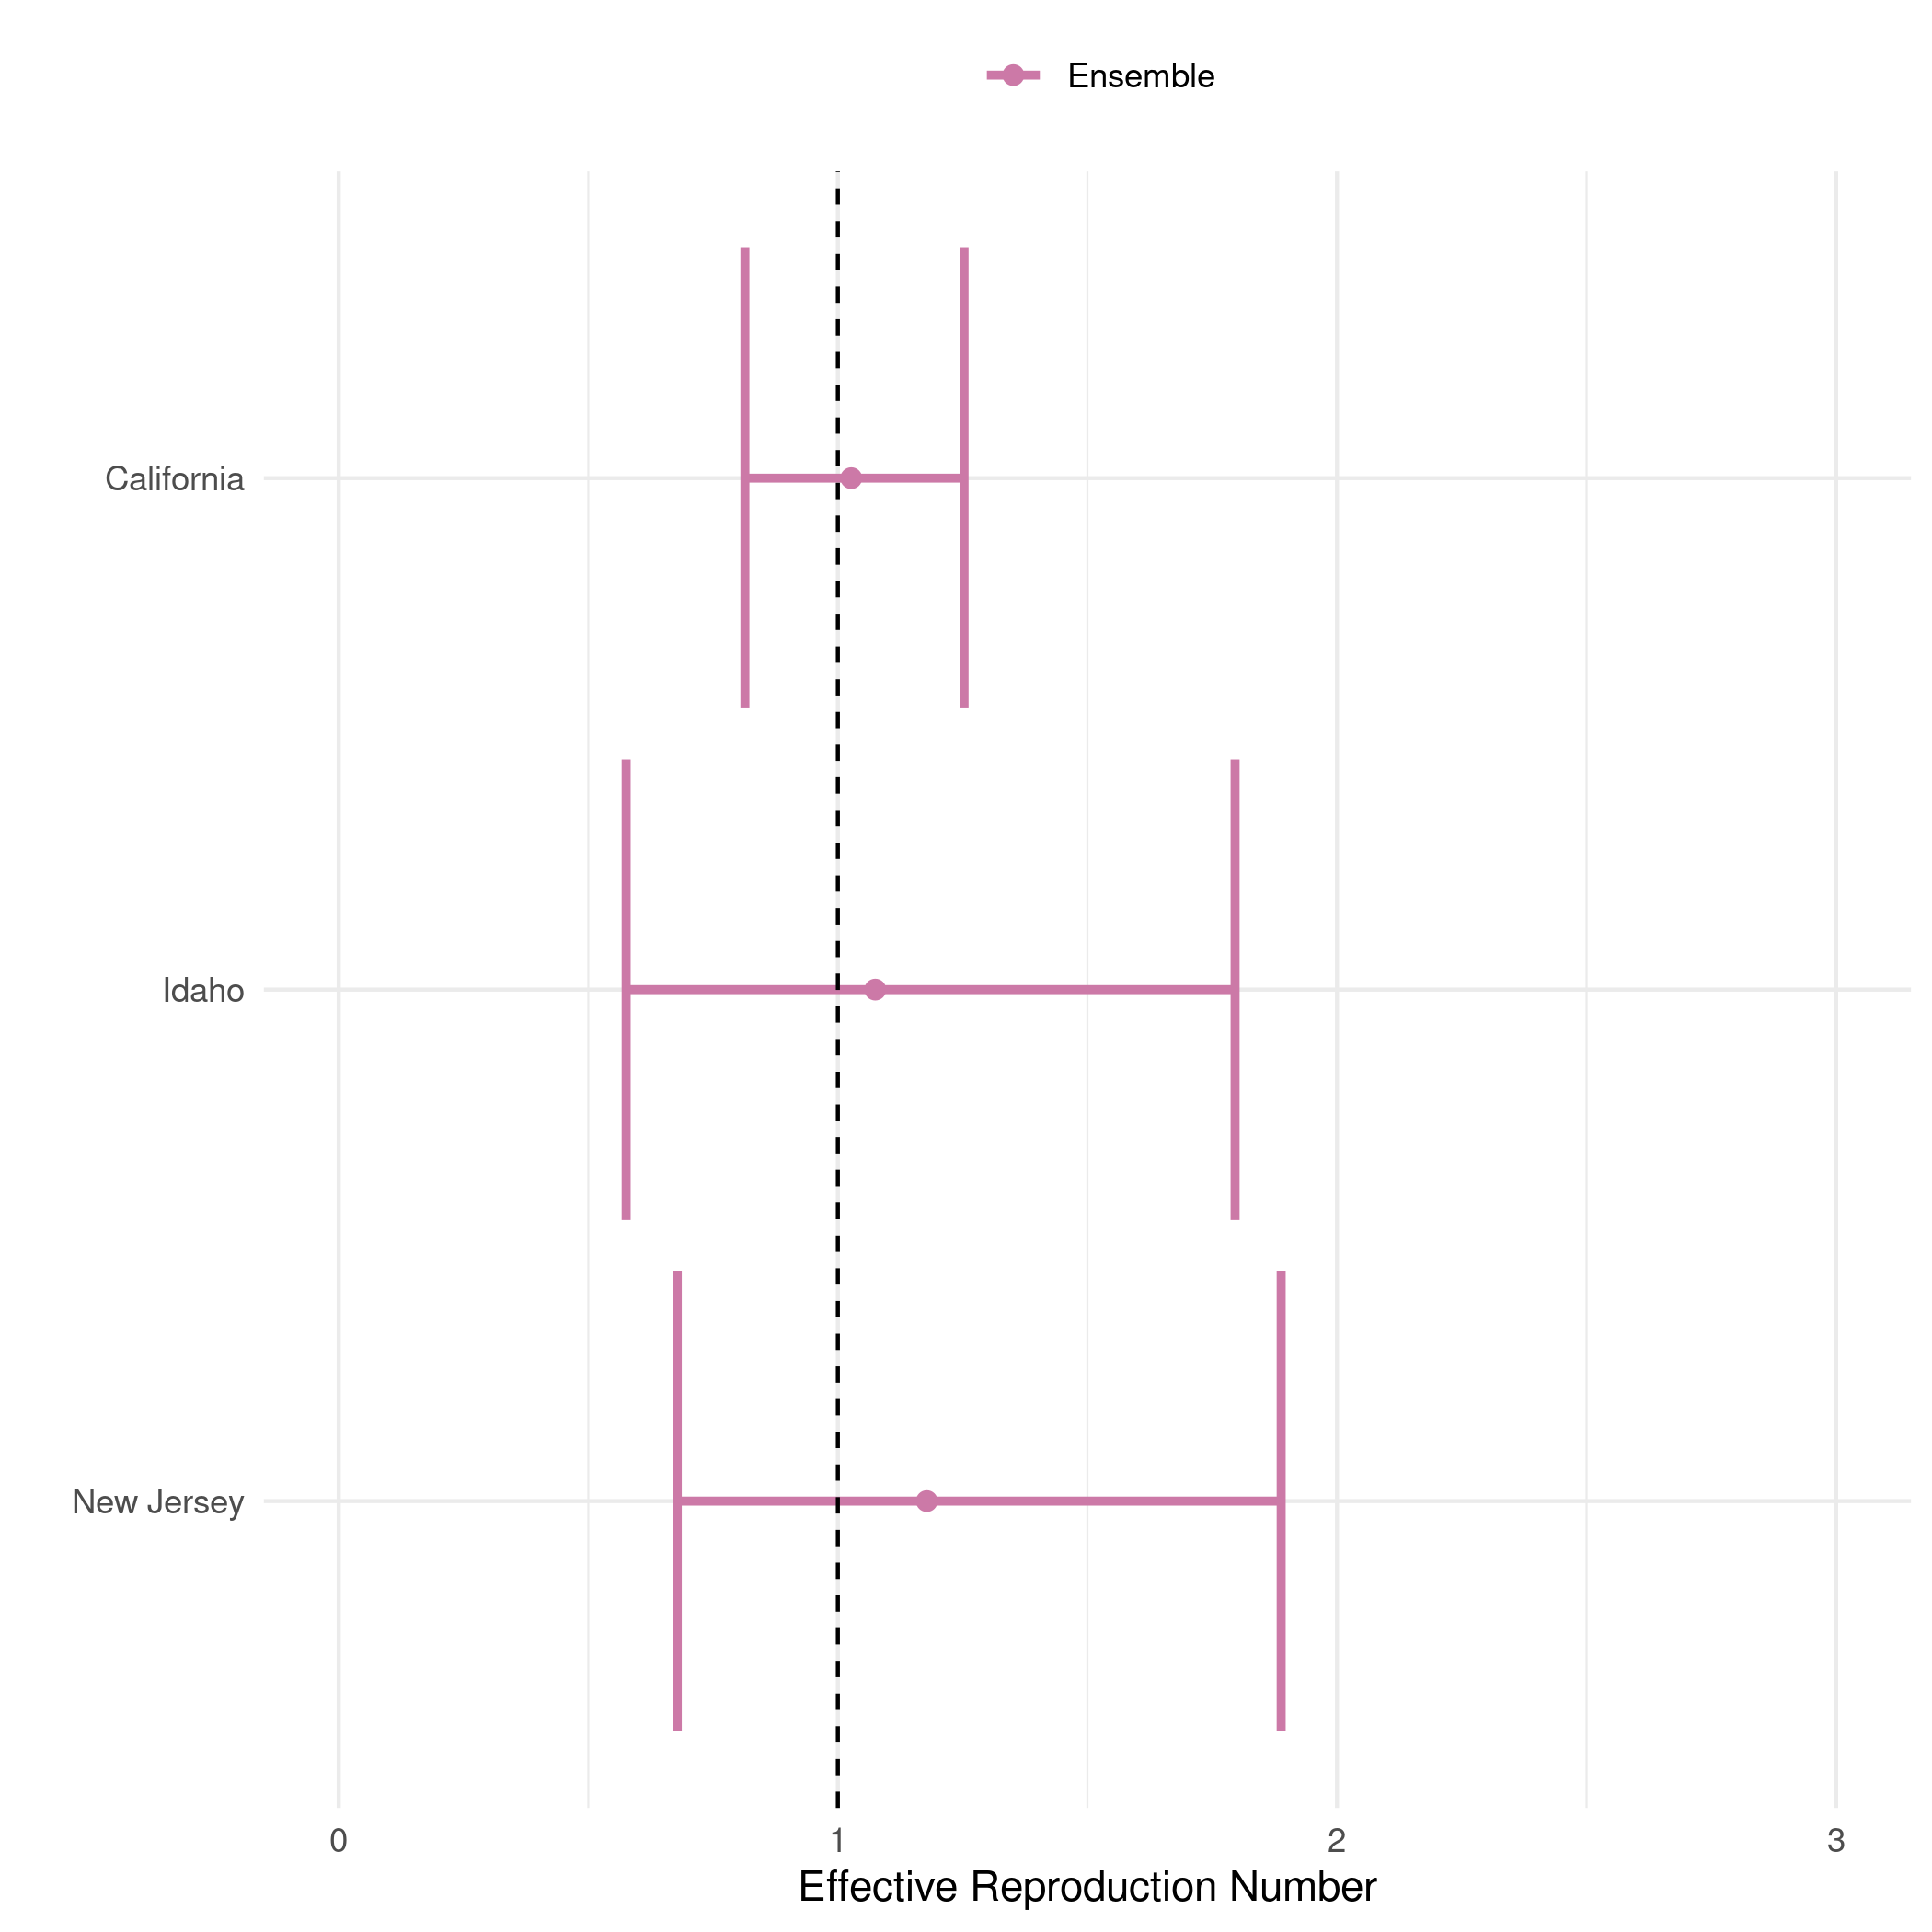 Ensemble
California
Idaho
New Jersey
0 1 2 3
Effective Reproduction Number